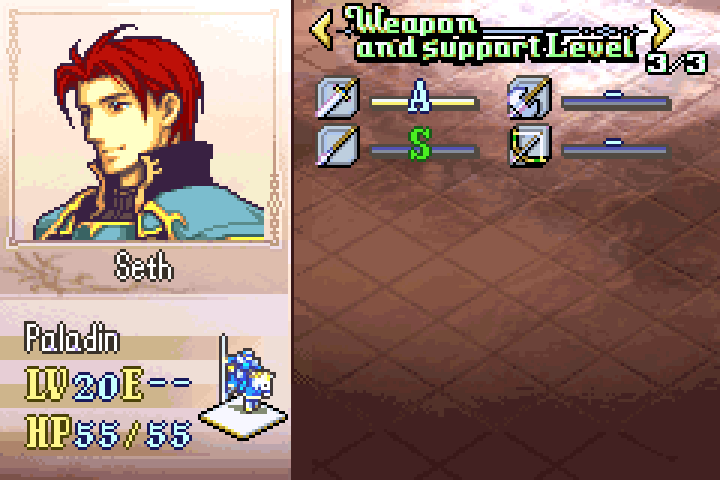 Weapon
and support Level
3/3
A -
S -
Seth
Paladin
LV20E--
HP55/55